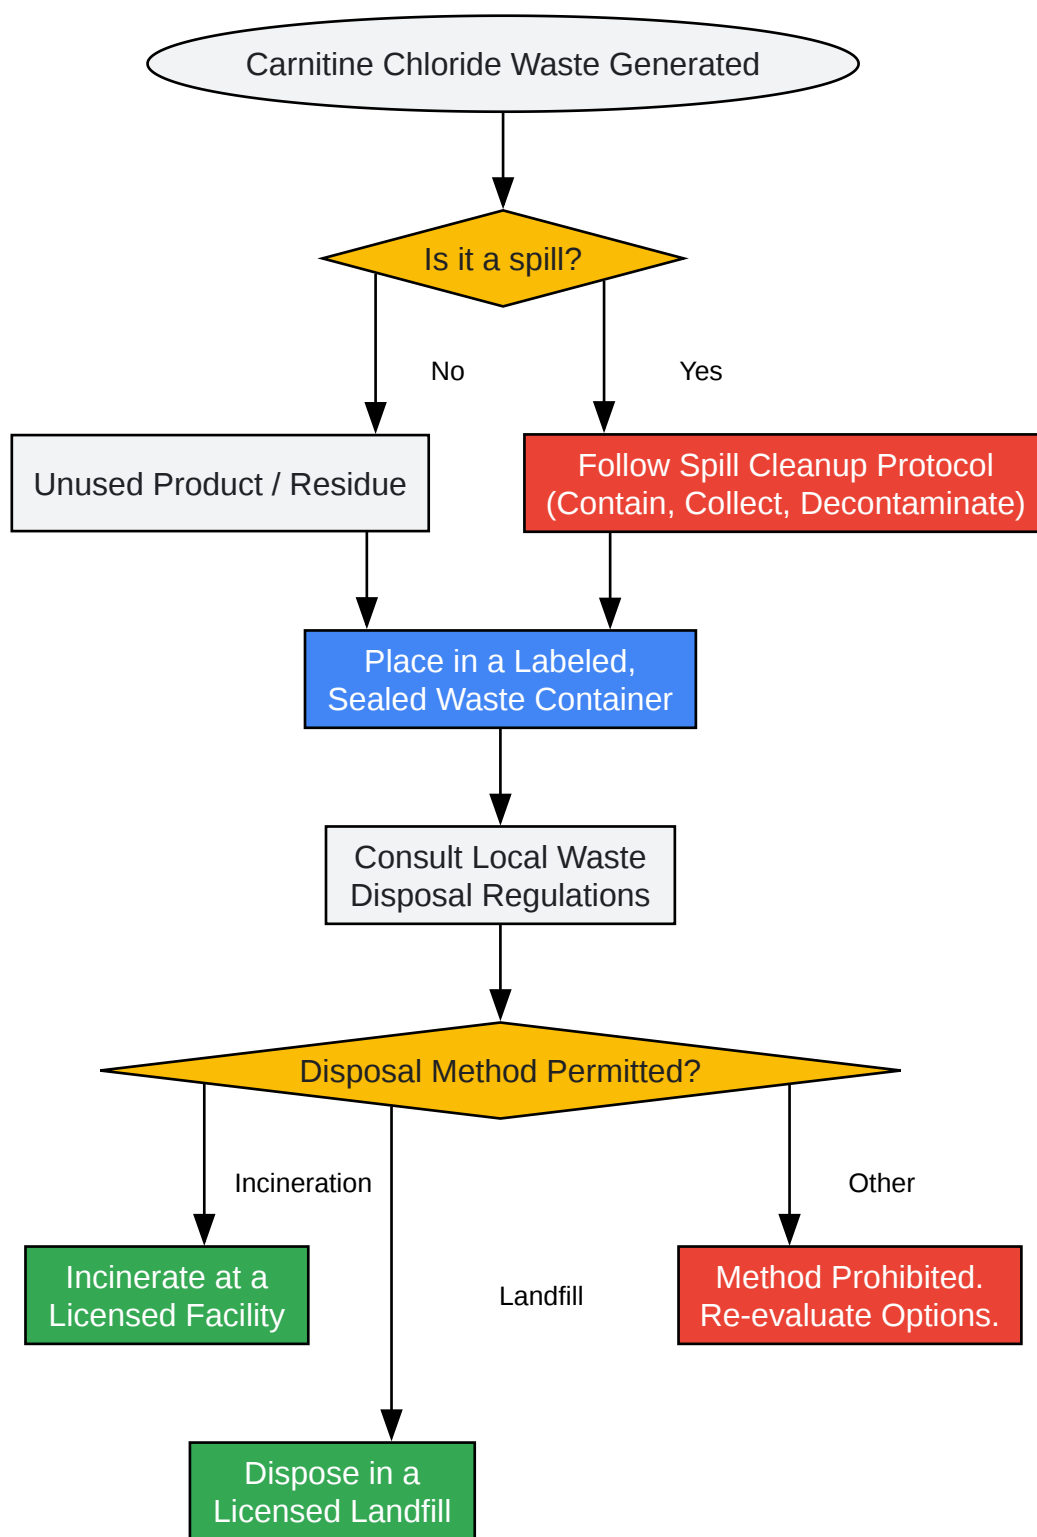 Carnitine Chloride Waste Generated
Is it a spill?
No
Yes
Unused Product / Residue
Follow Spill Cleanup Protocol
(Contain, Collect, Decontaminate)
Place in a Labeled,
Sealed Waste Container
Consult Local Waste
Disposal Regulations
Disposal Method Permitted?
Incineration
Other
Incinerate at a
Licensed Facility
Landfill
Method Prohibited.
Re-evaluate Options.
Dispose in a
Licensed Landfill